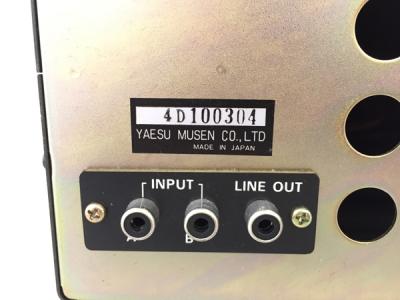 4D100304
YAESU MUSEN CO.,LTD
MADE IN JAPAN
INPUT LINE OUT
A B